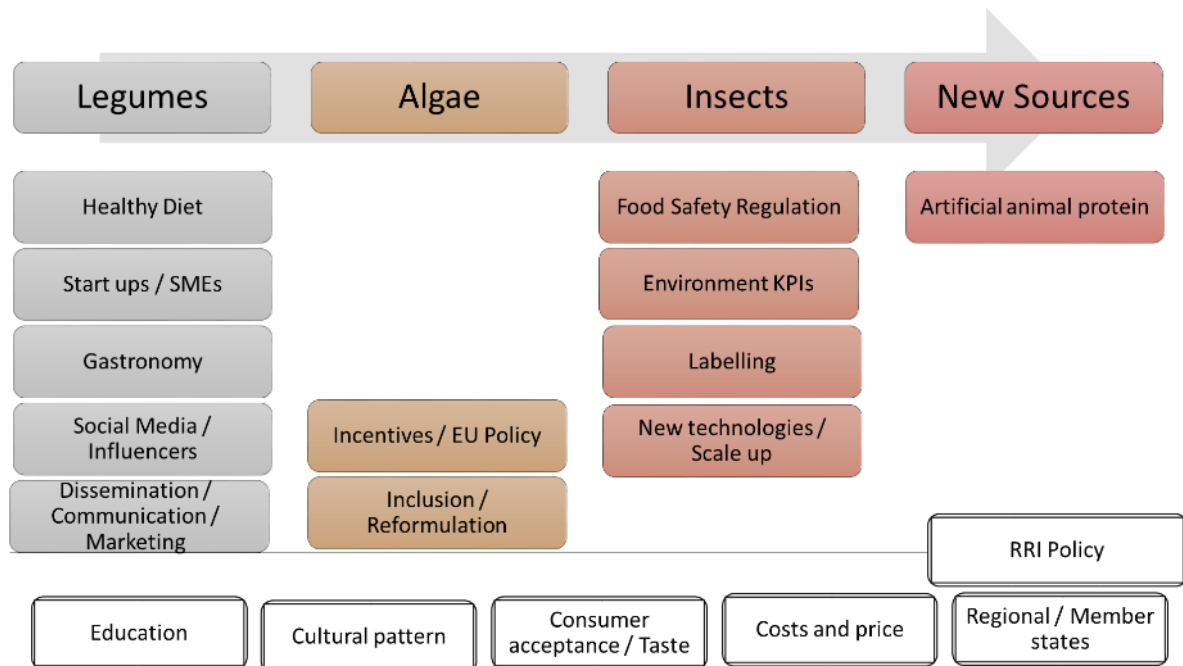 Legumes
Algae
Insects
New Sources
Healthy Diet
Food Safety Regulation
Artificial animal protein
Start ups / SMEs
Environment KPIs
Gastronomy
Labelling
Social Media /
Influencers
Incentives / EU Policy
New technologies /
Scale up
Dissemination /
Communication /
Marketing
Inclusion /
Reformulation
RRI Policy
Education
Cultural pattern
Consumer
acceptance / Taste
Costs and price
Regional / Member
states